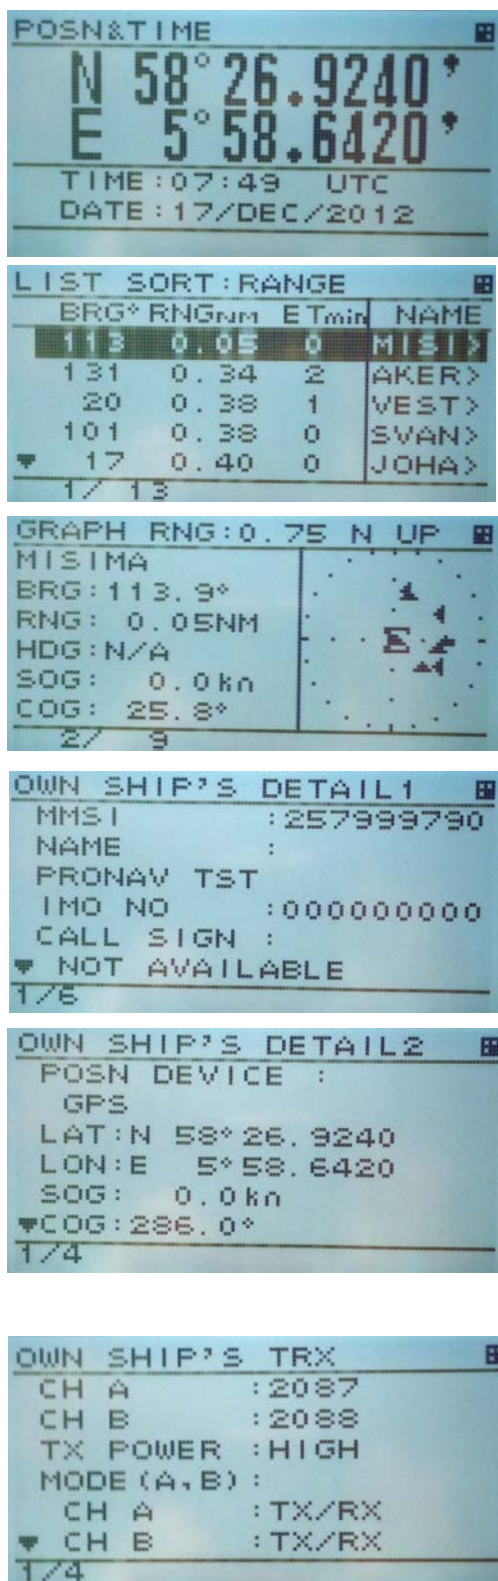 POSN&TIME
N 58°26.9240'
E 5°58.6420'
TIME:07:49 UTC
DATE:17/DEC/2012
LIST SORT:RANGE
BRG° RNGNM ETmin NAME
113 0.05 0 MISI>
131 0.34 2 AKER>
20 0.38 1 VEST>
101 0.38 0 SVAN>
▼ 17 0.40 0 JOHA>
1/ 13
GRAPH RNG:0.75 N UP
MISIMA
BRG:113.9°
RNG: 0.05NM
HDG:N/A
SOG: 0.0kn
COG: 25.8°
2/ 9
OWN SHIP'S DETAIL1
MMSI :257999790
NAME :
PRONAV TST
IMO NO :000000000
CALL SIGN :
▼ NOT AVAILABLE
1/6
OWN SHIP'S DETAIL2
POSN DEVICE :
GPS
LAT:N 58°26.9240
LON:E 5°58.6420
SOG: 0.0kn
▼COG:286.0°
1/4
OWN SHIP'S TRX
CH A :2087
CH B :2088
TX POWER :HIGH
MODE(A,B):
CH A :TX/RX
▼ CH B :TX/RX
1/4